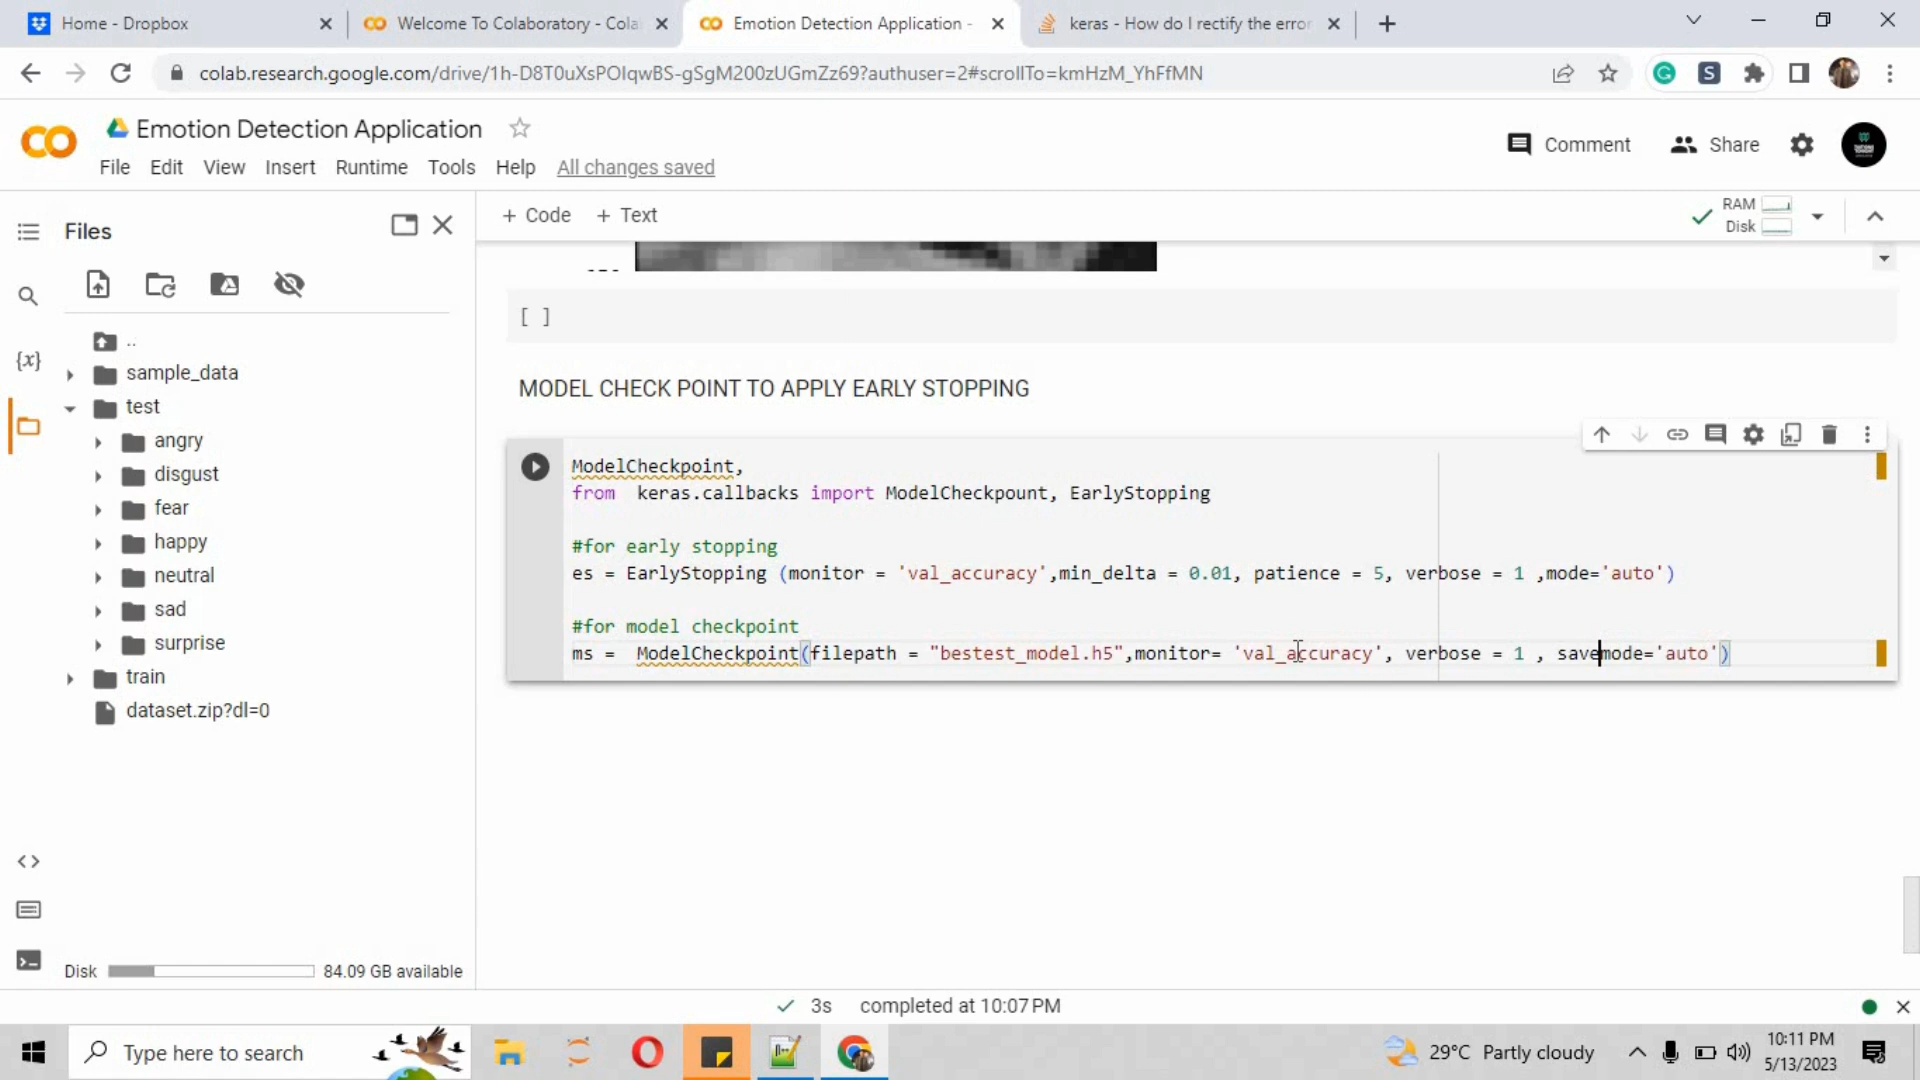 Home - Dropbox
Welcome To Colaboratory - Cola
Emotion Detection Application -
keras - How do I rectify the error
colab.research.google.com/drive/1h-D8T0uXsPOIqwBS-gSgM200zUGmZz69?authuser=2#scrollTo=kmHzM_YhFfMN
Emotion Detection Application
Comment
Share
File Edit View Insert Runtime Tools Help All changes saved
Files
+ Code + Text
RAM
Disk
[ ]
..
sample_data
test
angry
disgust
fear
happy
neutral
sad
surprise
train
dataset.zip?dl=0
MODEL CHECK POINT TO APPLY EARLY STOPPING
ModelCheckpoint,
from keras.callbacks import ModelCheckpount, EarlyStopping
#for early stopping
es = EarlyStopping (monitor = 'val_accuracy',min_delta = 0.01, patience = 5, verbose = 1 ,mode='auto')
#for model checkpoint
ms = ModelCheckpoint(filepath = "bestest_model.h5",monitor= 'val_accuracy', verbose = 1 , savemode='auto')
{x}
Disk 84.09 GB available
3s completed at 10:07 PM
Type here to search
29°C Partly cloudy
10:11 PM
5/13/2023